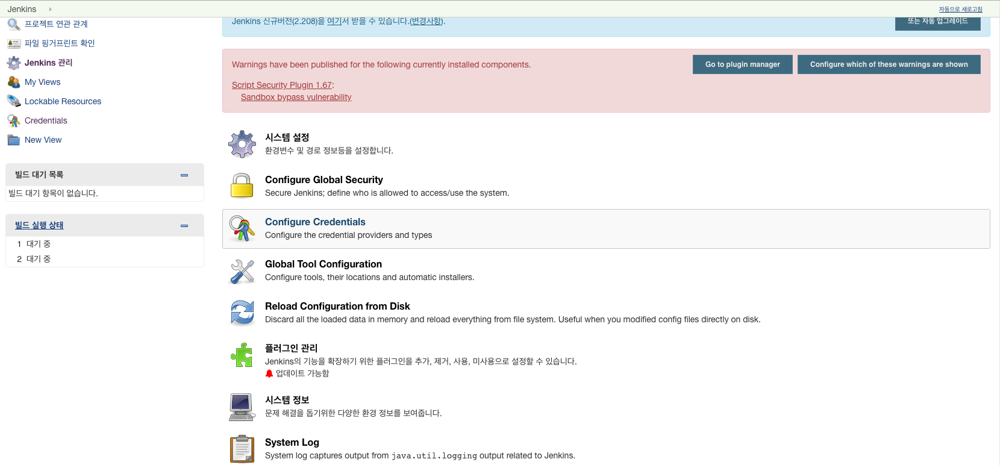 Jenkins
자동으로 새로고침
프로젝트 연관 관계
파일 핑거프린트 확인
Jenkins 관리
My Views
Lockable Resources
Credentials
New View
빌드 대기 목록
빌드 대기 항목이 없습니다.
빌드 실행 상태
1 대기 중
2 대기 중
Jenkins 신규버전(2.208)을 여기서 받을 수 있습니다.(변경사항).
또는 자동 업그레이드
Warnings have been published for the following currently installed components.
Go to plugin manager
Configure which of these warnings are shown
Script Security Plugin 1.67:
Sandbox bypass vulnerability
시스템 설정
환경변수 및 경로 정보등을 설정합니다.
Configure Global Security
Secure Jenkins; define who is allowed to access/use the system.
Configure Credentials
Configure the credential providers and types
Global Tool Configuration
Configure tools, their locations and automatic installers.
Reload Configuration from Disk
Discard all the loaded data in memory and reload everything from file system. Useful when you modified config files directly on disk.
플러그인 관리
Jenkins의 기능을 확장하기 위한 플러그인을 추가, 제거, 사용, 미사용으로 설정할 수 있습니다.
업데이트 가능함
시스템 정보
문제 해결을 돕기위한 다양한 환경 정보를 보여줍니다.
System Log
System log captures output from java.util.logging output related to Jenkins.